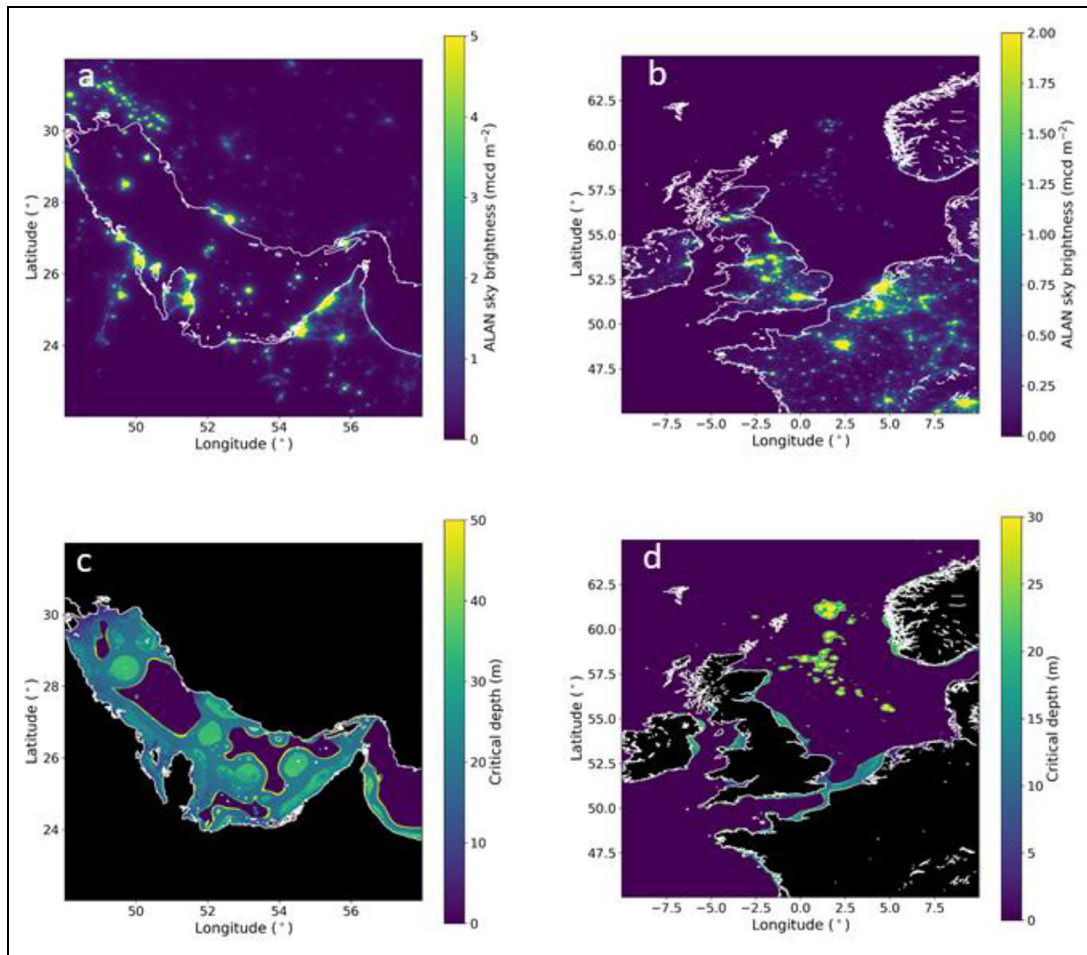 a
5
4
3
2
1
0
ALAN sky brightness (mcd m⁻²)
30
28
26
24
Latitude (°)
50 52 54 56
Longitude (°)
b
2.00
1.75
1.50
1.25
1.00
0.75
0.50
0.25
0.00
ALAN sky brightness (mcd m⁻²)
62.5
60.0
57.5
55.0
52.5
50.0
47.5
Latitude (°)
−7.5 −5.0 −2.5 0.0 2.5 5.0 7.5
Longitude (°)
c
50
40
30
20
10
0
Critical depth (m)
30
28
26
24
Latitude (°)
50 52 54 56
Longitude (°)
d
30
25
20
15
10
5
0
Critical depth (m)
62.5
60.0
57.5
55.0
52.5
50.0
47.5
Latitude (°)
−7.5 −5.0 −2.5 0.0 2.5 5.0 7.5
Longitude (°)